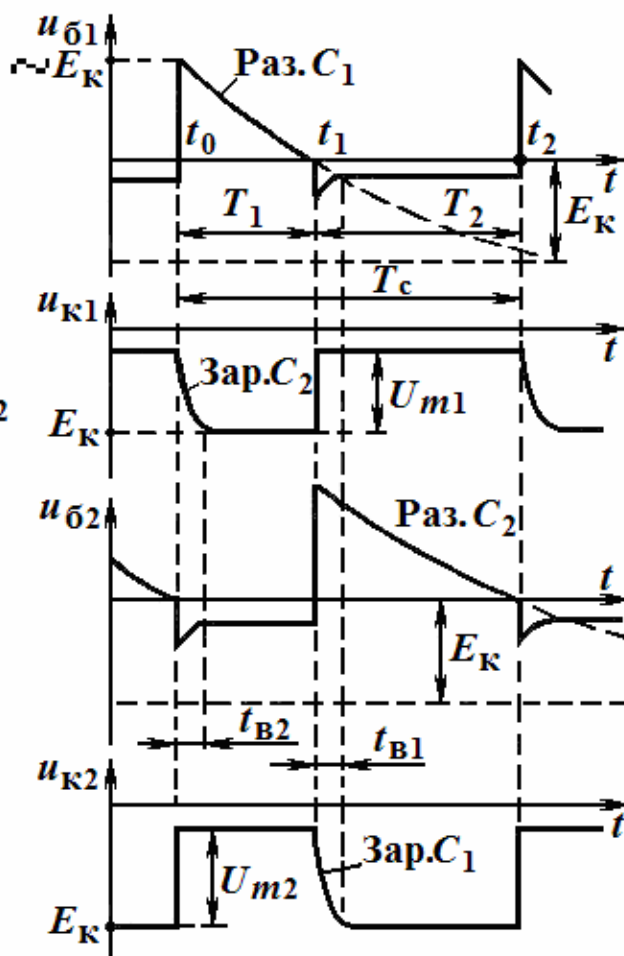 uб1
~Eк
Раз. C1
t0
t1
t2
t
T1
T2
Eк
Tс
uк1
t
Зар.C2
Um1
2
Eк
uб2
Раз. C2
t
Eк
tв2
tв1
uк2
t
Um2
Зар.C1
Eк